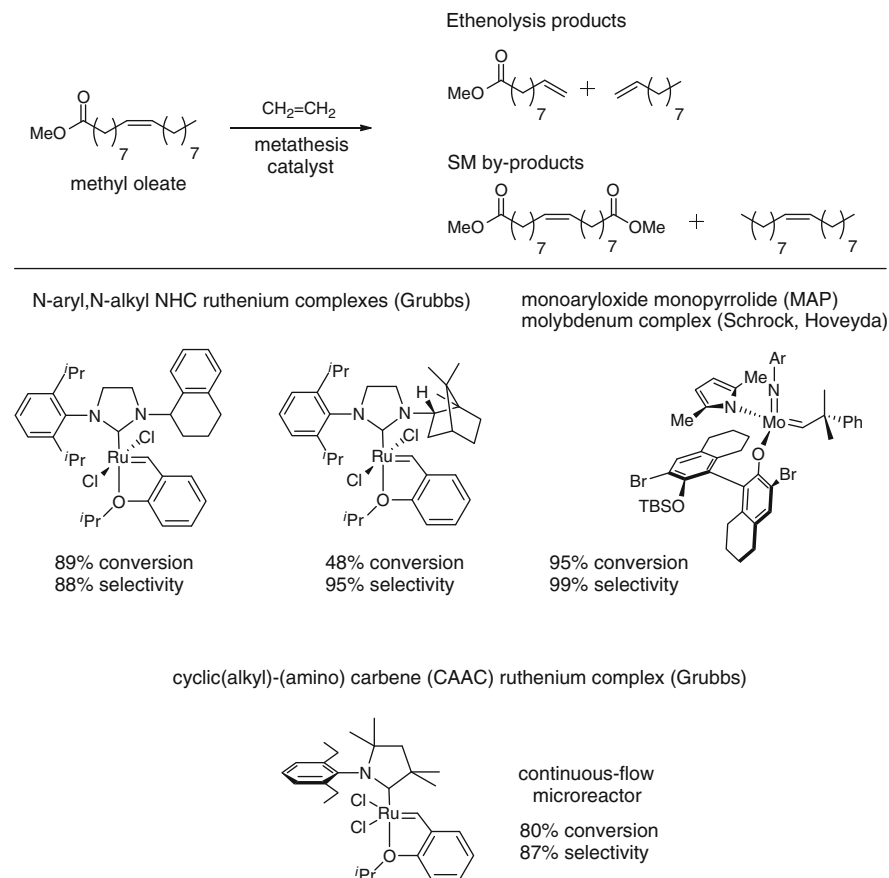 Ethenolysis products
O
MeO
7
+
7
O
MeO
7
7
methyl oleate
CH2=CH2
metathesis
catalyst
SM by-products
O
O
MeO
7
7
OMe
+
7
7
N-aryl,N-alkyl NHC ruthenium complexes (Grubbs)
monoaryloxide monopyrrolide (MAP)
molybdenum complex (Schrock, Hoveyda)
iPr
N
N
iPr
Cl
Ru
Cl
O
iPr
89% conversion
88% selectivity
iPr
H
N
N
iPr
Cl
Ru
Cl
O
iPr
48% conversion
95% selectivity
Ar
N
Me
N
Me
Mo
Ph
O
Br
Br
TBSO
95% conversion
99% selectivity
cyclic(alkyl)-(amino) carbene (CAAC) ruthenium complex (Grubbs)
N
Cl
Ru
Cl
O
iPr
continuous-flow
microreactor
80% conversion
87% selectivity